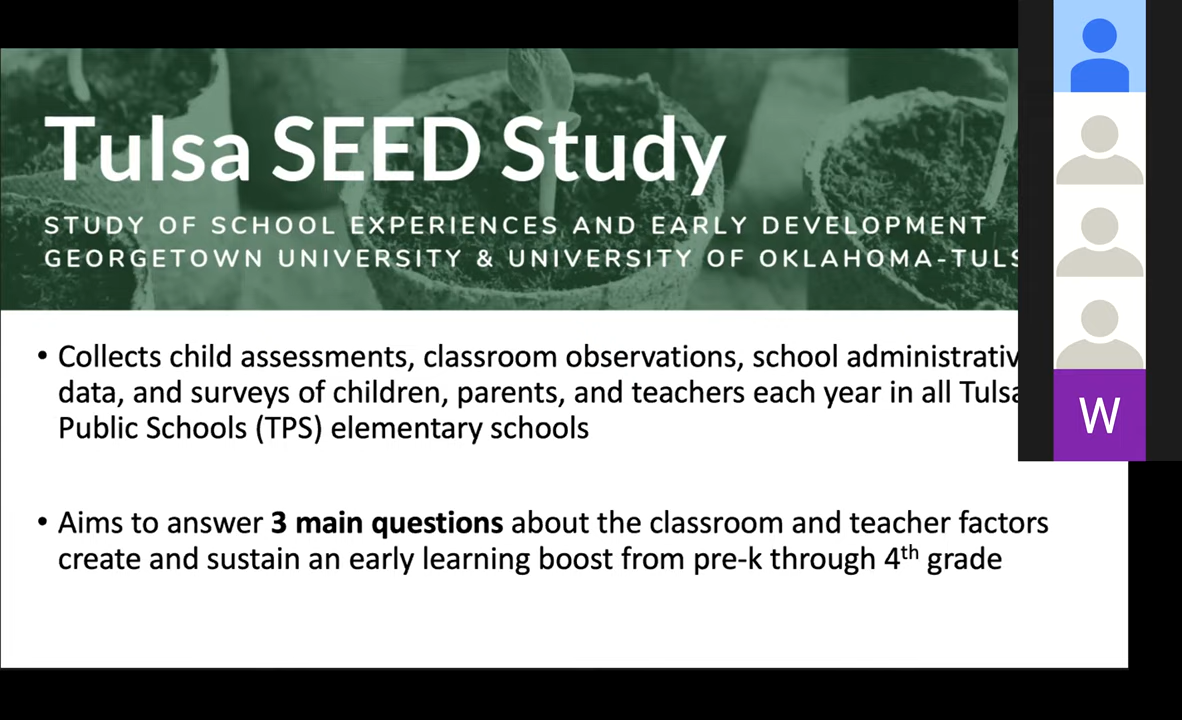 Tulsa SEED Study
STUDY OF SCHOOL EXPERIENCES AND EARLY DEVELOPMENT
GEORGETOWN UNIVERSITY & UNIVERSITY OF OKLAHOMA-TULS
• Collects child assessments, classroom observations, school administrativ
data, and surveys of children, parents, and teachers each year in all Tulsa
Public Schools (TPS) elementary schools
• Aims to answer 3 main questions about the classroom and teacher factors
create and sustain an early learning boost from pre-k through 4th grade
W